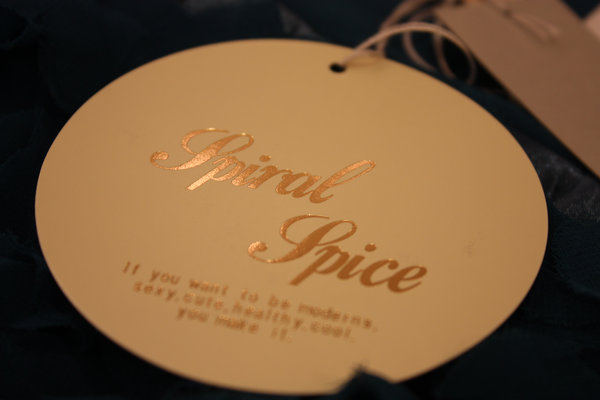 Spiral
Spice
If you want to be moderns.
sexy.cute.healthy.cool.
you make it.